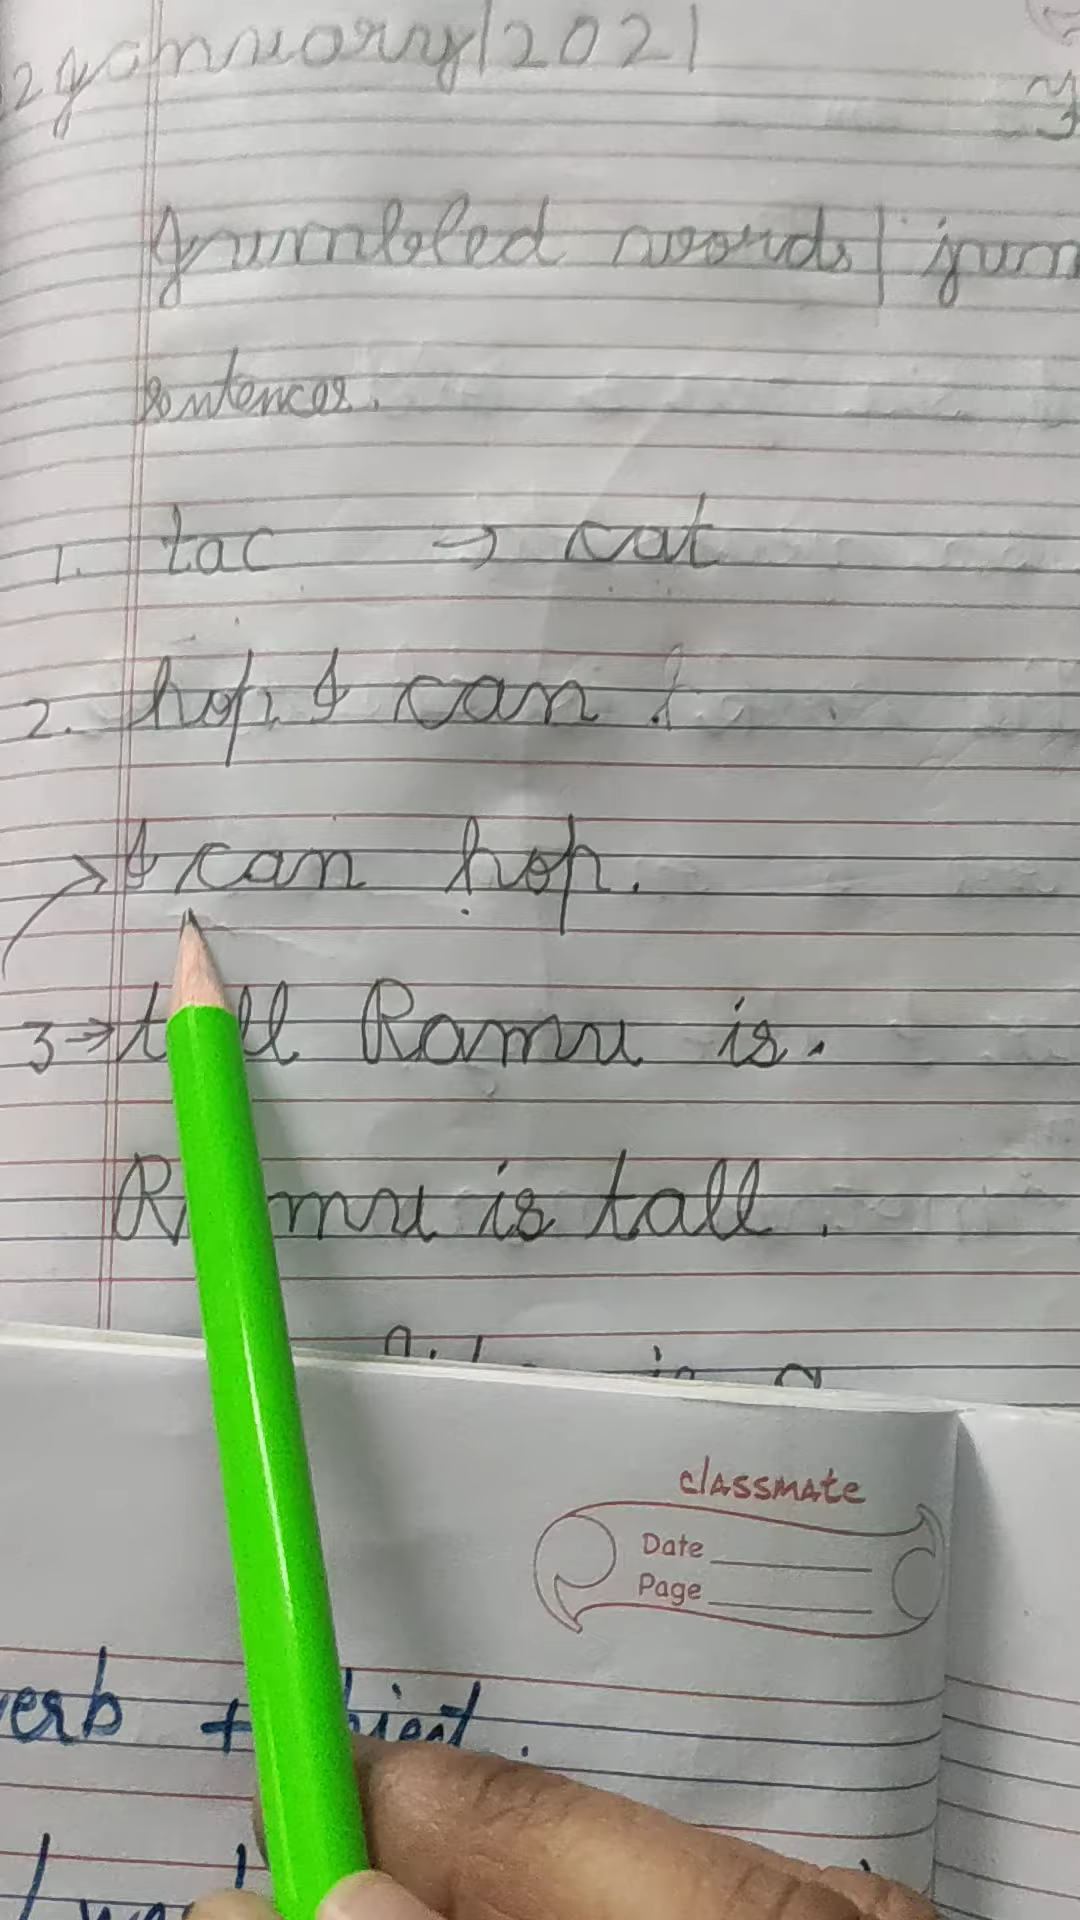 2 january/2021
Jumbled words/jum
sentences.
1. tac → cat
2. hop I can
I can hop.
3 → tall Ramu is.
Ramu is tall.
classmate
Date
Page
verb +